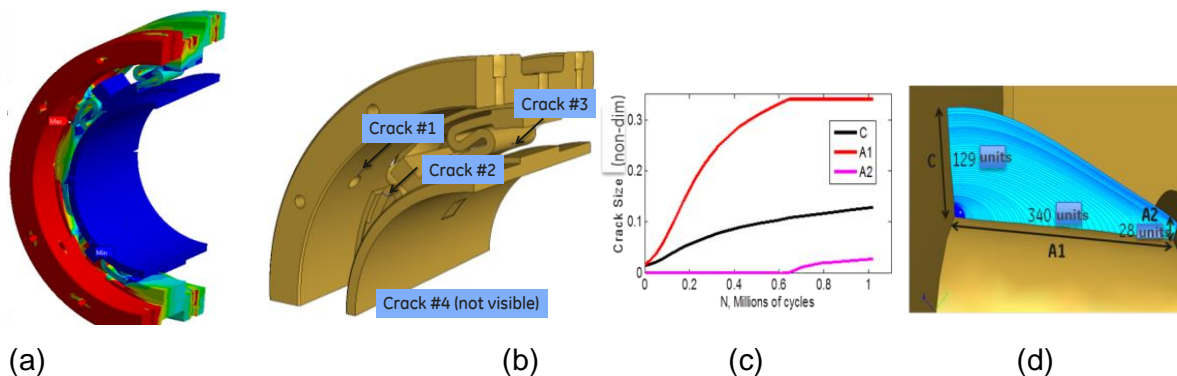 Max
Min
(a)
Crack #1
Crack #2
Crack #3
Crack #4 (not visible)
(b)
Crack Size (non-dim)
0.3
0.2
0.1
0
0
0.2
0.4
0.6
0.8
1
N, Millions of cycles
C
A1
A2
(c)
C
129 units
340 units
A1
A2
28 units
(d)